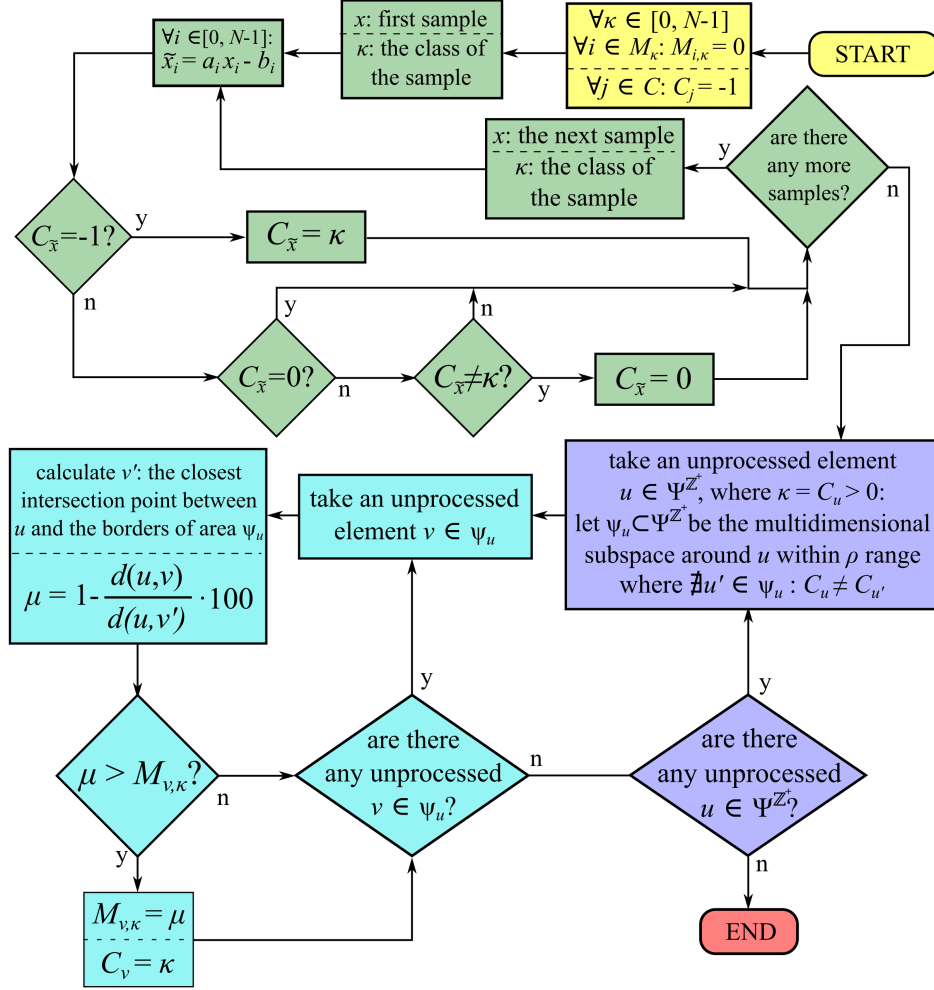 START
∀κ ∈ [0, N-1]
∀i ∈ M_κ: M_{i,κ} = 0
∀j ∈ C: C_j = -1
x: first sample
κ: the class of
the sample
∀i ∈[0, N-1]:
x̃_i = a_i x_i - b_i
x: the next sample
κ: the class of
the sample
are there
any more
samples?
y
n
C_x̃=-1?
y
n
C_x̃ = κ
C_x̃=0?
y
n
C_x̃≠κ?
n
y
C_x̃ = 0
take an unprocessed element
u ∈ Ψ^{ℤ⁺}, where κ = C_u > 0:
let ψ_u⊂Ψ^{ℤ⁺} be the multidimensional
subspace around u within ρ range
where ∄u′ ∈ ψ_u : C_u ≠ C_{u′}
take an unprocessed
element v ∈ ψ_u
calculate v′: the closest
intersection point between
u and the borders of area ψ_u
μ = 1- d(u,v) / d(u,v′) ·100
μ > M_{v,κ}?
n
y
M_{v,κ} = μ
C_v = κ
are there
any unprocessed
v ∈ ψ_u?
y
n
are there
any unprocessed
u ∈ Ψ^{ℤ⁺}?
y
n
END